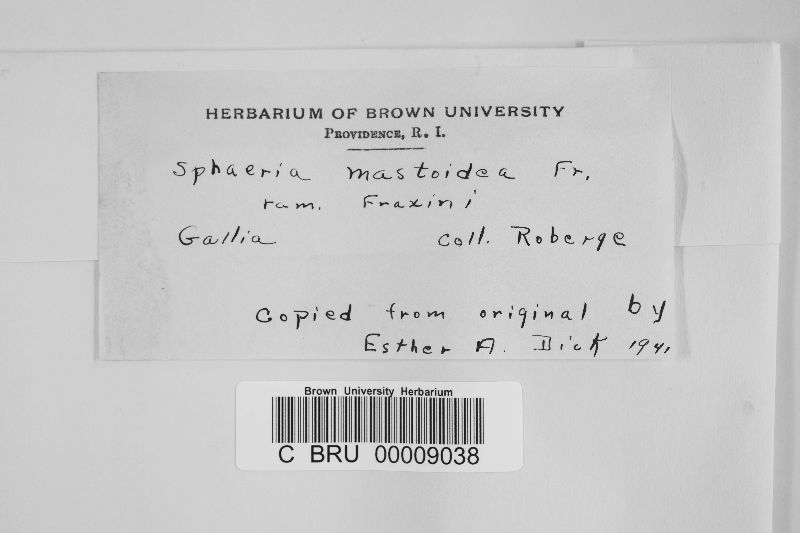 HERBARIUM OF BROWN UNIVERSITY
PROVIDENCE, R. I.
Sphaeria mastoidea Fr.
ram. Fraxini
Gallia coll. Roberge
Copied from original by
Esther A. Dick 1941
Brown University Herbarium
C BRU 00009038